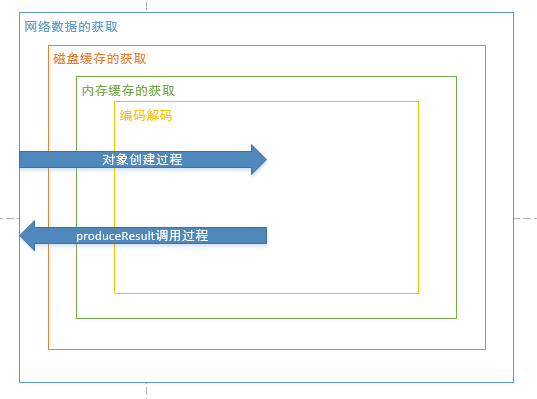 网络数据的获取
磁盘缓存的获取
内存缓存的获取
编码解码
对象创建过程
produceResult调用过程